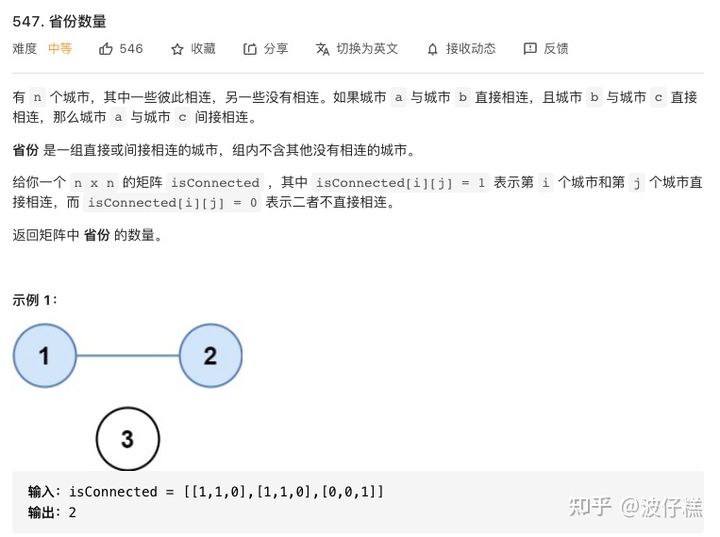 547. 省份数量
难度 中等 546 收藏 分享 切换为英文 接收动态 反馈
有 n 个城市，其中一些彼此相连，另一些没有相连。如果城市 a 与城市 b 直接相连，且城市 b 与城市 c 直接
相连，那么城市 a 与城市 c 间接相连。
省份 是一组直接或间接相连的城市，组内不含其他没有相连的城市。
给你一个 n x n 的矩阵 isConnected ，其中 isConnected[i][j] = 1 表示第 i 个城市和第 j 个城市直
接相连，而 isConnected[i][j] = 0 表示二者不直接相连。
返回矩阵中 省份 的数量。
示例 1：
1 2
3
输入：isConnected = [[1,1,0],[1,1,0],[0,0,1]]
输出：2
知乎 @波仔糕